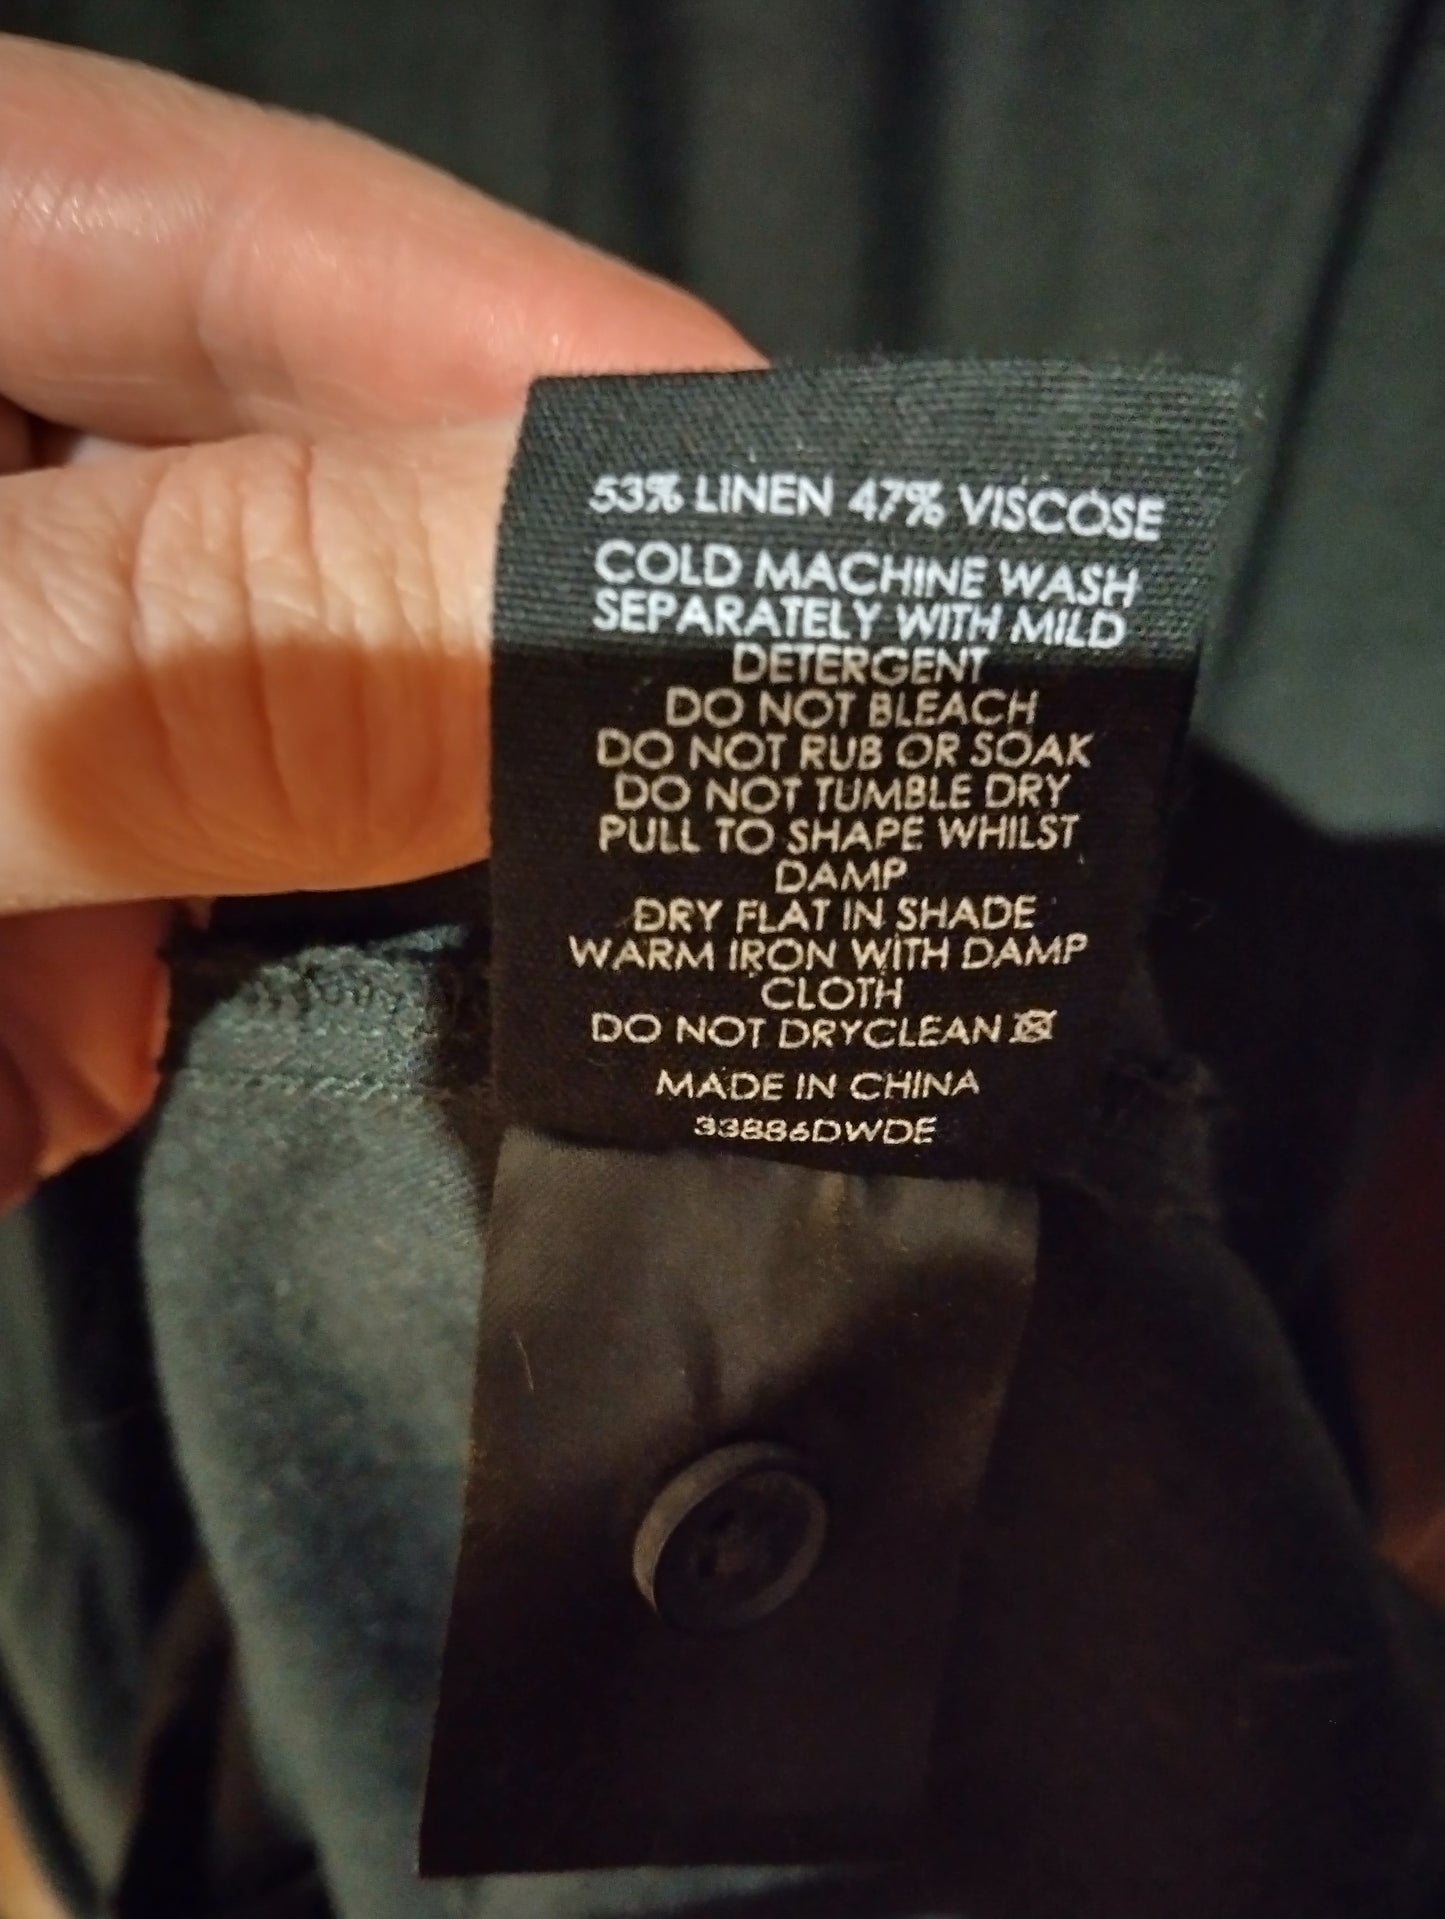 53% LINEN 47% VISCOSE
COLD MACHINE WASH
SEPARATELY WITH MILD
DETERGENT
DO NOT BLEACH
DO NOT RUB OR SOAK
DO NOT TUMBLE DRY
PULL TO SHAPE WHILST
DAMP
DRY FLAT IN SHADE
WARM IRON WITH DAMP
CLOTH
DO NOT DRYCLEAN
MADE IN CHINA
33886DWDE